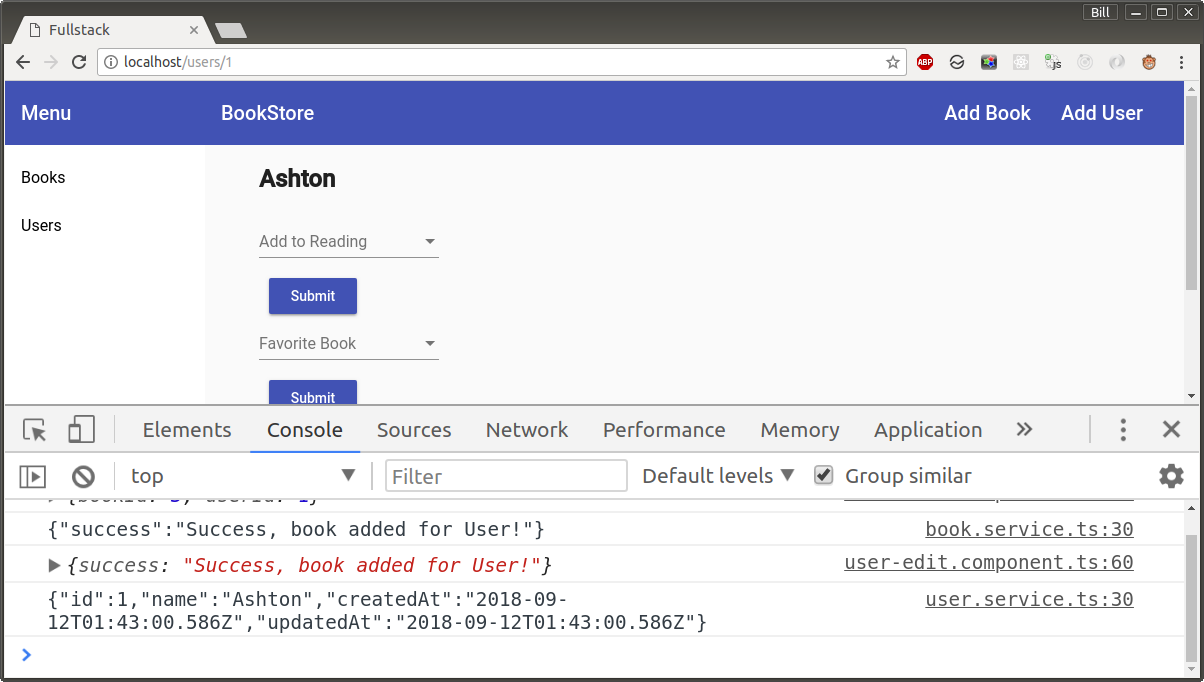 Bill
Fullstack
localhost/users/1
ABP
js
Menu BookStore Add Book Add User
Books
Users
Ashton
Add to Reading
Submit
Favorite Book
Submit
Elements Console Sources Network Performance Memory Application
top Filter Default levels Group similar
{"success":"Success, book added for User!"} book.service.ts:30
{success: "Success, book added for User!"} user-edit.component.ts:60
{"id":1,"name":"Ashton","createdAt":"2018-09- user.service.ts:30
12T01:43:00.586Z","updatedAt":"2018-09-12T01:43:00.586Z"}